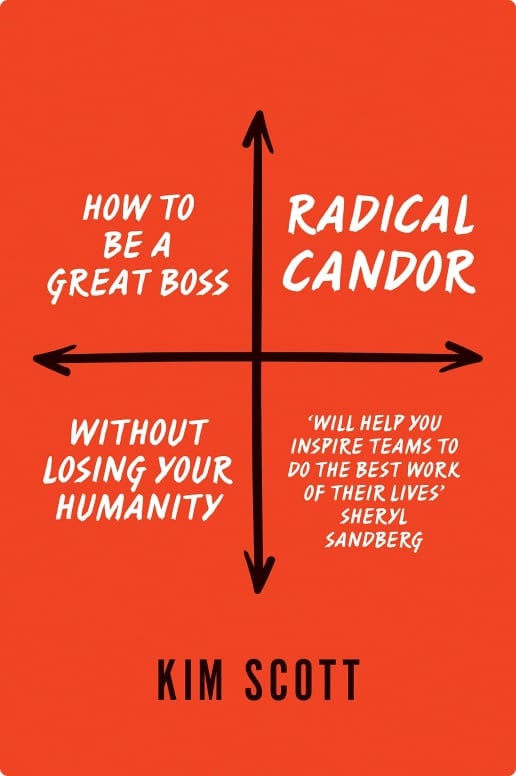 HOW TO
BE A
GREAT BOSS
RADICAL
CANDOR
WITHOUT
LOSING YOUR
HUMANITY
‘WILL HELP YOU
INSPIRE TEAMS TO
DO THE BEST WORK
OF THEIR LIVES’
SHERYL
SANDBERG
KIM SCOTT